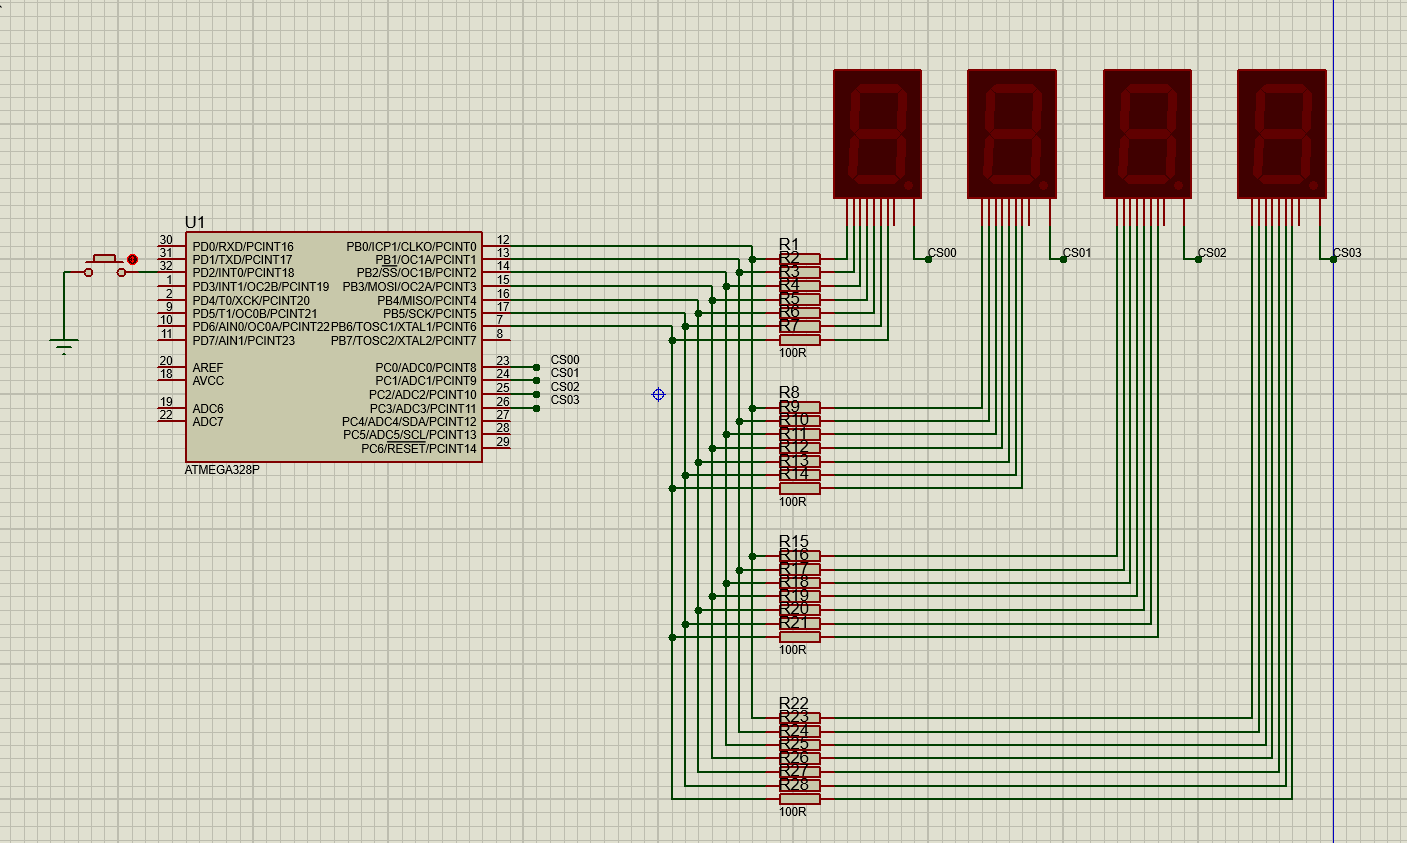 U1
30 PD0/RXD/PCINT16 PB0/ICP1/CLKO/PCINT0 12
31 PD1/TXD/PCINT17 PB1/OC1A/PCINT1 13
32 PD2/INT0/PCINT18 PB2/SS/OC1B/PCINT2 14
1 PD3/INT1/OC2B/PCINT19 PB3/MOSI/OC2A/PCINT3 15
2 PD4/T0/XCK/PCINT20 PB4/MISO/PCINT4 16
9 PD5/T1/OC0B/PCINT21 PB5/SCK/PCINT5 17
10 PD6/AIN0/OC0A/PCINT22 PB6/TOSC1/XTAL1/PCINT6 7
11 PD7/AIN1/PCINT23 PB7/TOSC2/XTAL2/PCINT7 8
20 AREF PC0/ADC0/PCINT8 23
18 AVCC PC1/ADC1/PCINT9 24
PC2/ADC2/PCINT10 25
19 ADC6 PC3/ADC3/PCINT11 26
22 ADC7 PC4/ADC4/SDA/PCINT12 27
PC5/ADC5/SCL/PCINT13 28
PC6/RESET/PCINT14 29
ATMEGA328P
CS00
CS01
CS02
CS03
CS00
CS01
CS02
CS03
R1
R2
R3
R4
R5
R6
R7
100R
R8
R9
R10
R11
R12
R13
R14
100R
R15
R16
R17
R18
R19
R20
R21
100R
R22
R23
R24
R25
R26
R27
R28
100R